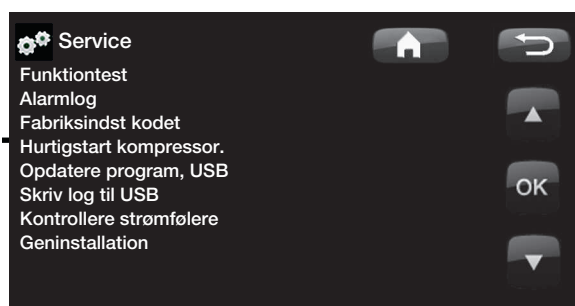 Service
Funktiontest
Alarmlog
Fabriksindst kodet
Hurtigstart kompressor.
Opdatere program, USB
Skriv log til USB
OK
Kontrollere strømfølere
Geninstallation